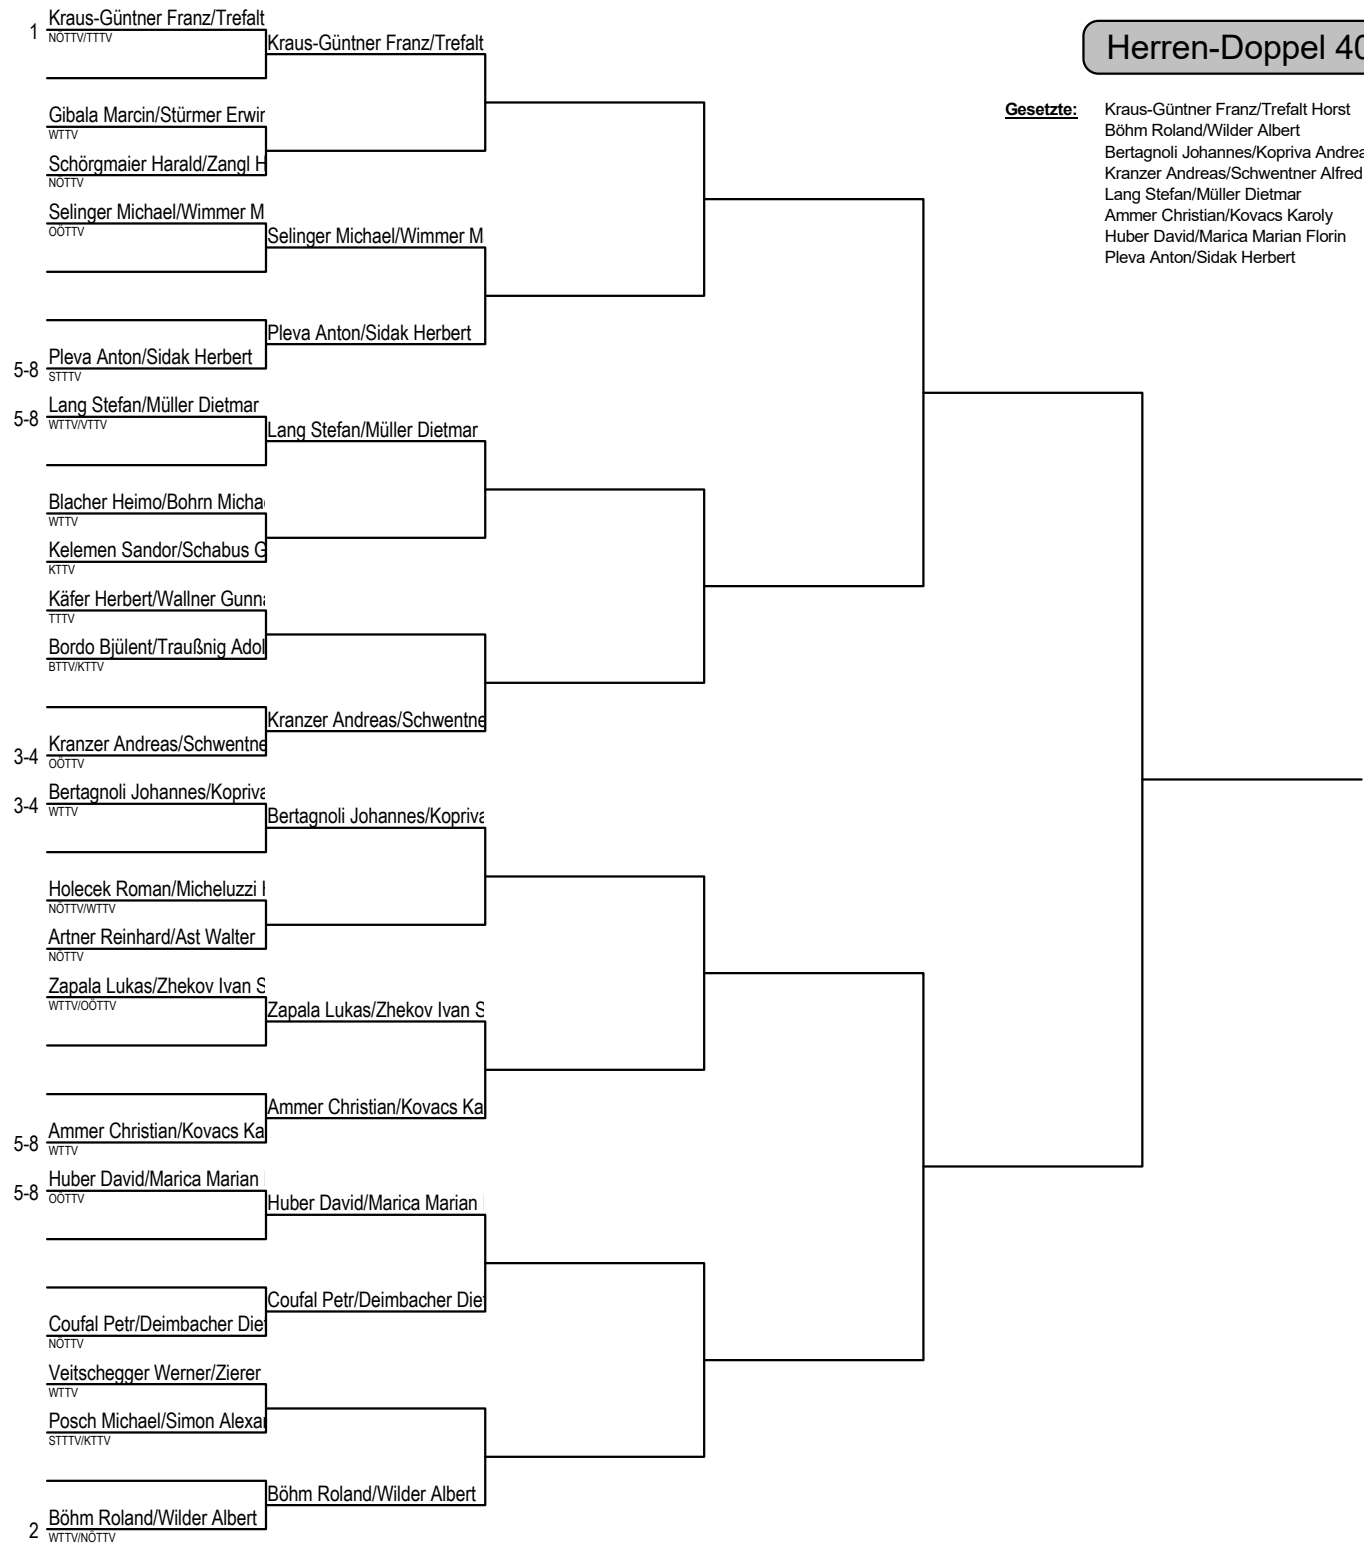 Herren-Doppel 40
Gesetzte:
Kraus-Güntner Franz/Trefalt Horst
Böhm Roland/Wilder Albert
Bertagnoli Johannes/Kopriva Andrea
Kranzer Andreas/Schwentner Alfred
Lang Stefan/Müller Dietmar
Ammer Christian/Kovacs Karoly
Huber David/Marica Marian Florin
Pleva Anton/Sidak Herbert
1 Kraus-Güntner Franz/Trefalt
NÖTTV/TTTV
Gibala Marcin/Stürmer Erwin
WTTV
Schörgmaier Harald/Zangl H
NÖTTV
Selinger Michael/Wimmer M
OÖTTV
5-8 Pleva Anton/Sidak Herbert
STTTV
5-8 Lang Stefan/Müller Dietmar
WTTV/VTTV
Blacher Heimo/Bohrn Micha
WTTV
Kelemen Sandor/Schabus G
KTTV
Käfer Herbert/Wallner Gunna
TTTV
Bordo Bjülent/Traußnig Adol
BTTV/KTTV
3-4 Kranzer Andreas/Schwentne
OÖTTV
3-4 Bertagnoli Johannes/Kopriva
WTTV
Holecek Roman/Micheluzzi
NÖTTV/WTTV
Artner Reinhard/Ast Walter
NÖTTV
Zapala Lukas/Zhekov Ivan S
WTTV/OÖTTV
5-8 Ammer Christian/Kovacs Ka
WTTV
5-8 Huber David/Marica Marian
OÖTTV
Coufal Petr/Deimbacher Diet
NÖTTV
Veitschegger Werner/Zierer
WTTV
Posch Michael/Simon Alexa
STTTV/KTTV
2 Böhm Roland/Wilder Albert
WTTV/NÖTTV
Kraus-Güntner Franz/Trefalt
Selinger Michael/Wimmer M
Pleva Anton/Sidak Herbert
Lang Stefan/Müller Dietmar
Kranzer Andreas/Schwentne
Bertagnoli Johannes/Kopriva
Zapala Lukas/Zhekov Ivan S
Ammer Christian/Kovacs Ka
Huber David/Marica Marian
Coufal Petr/Deimbacher Diet
Böhm Roland/Wilder Albert